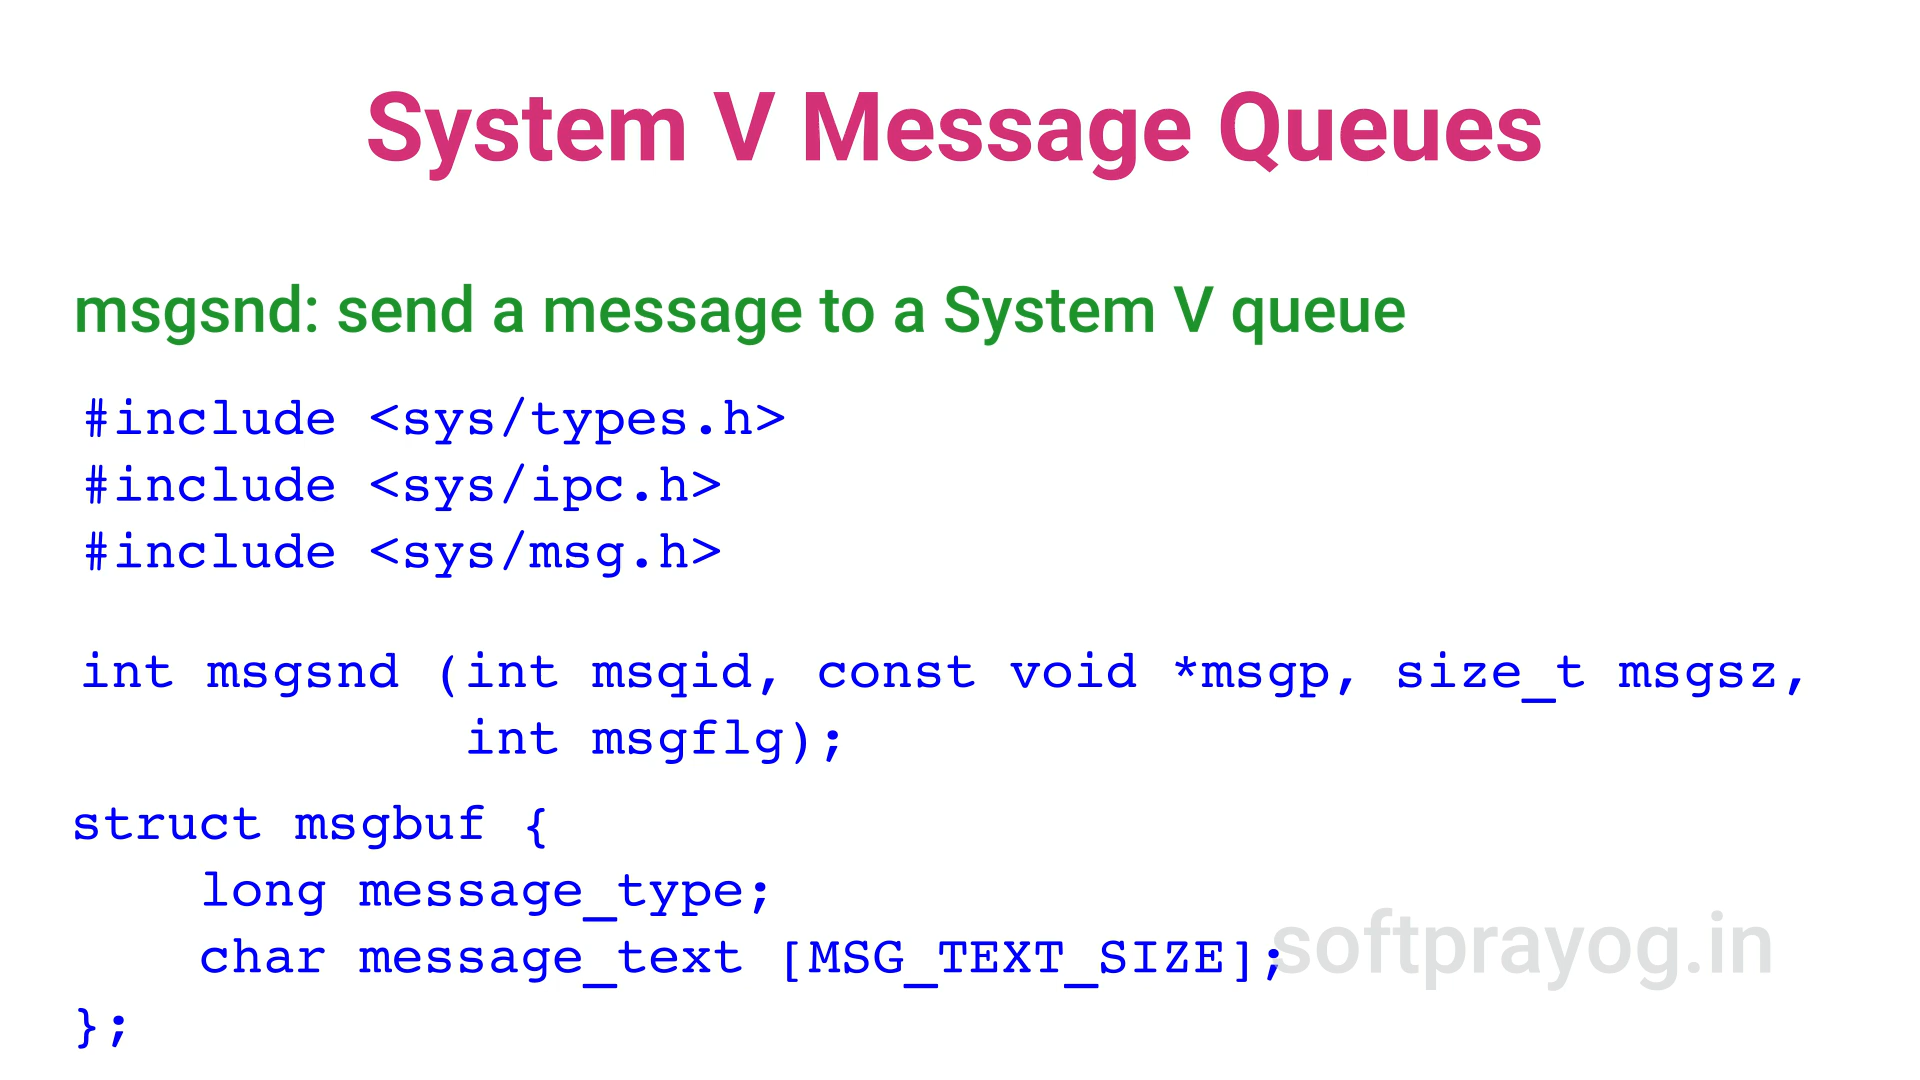 System V Message Queues
msgsnd: send a message to a System V queue
#include <sys/types.h>
#include <sys/ipc.h>
#include <sys/msg.h>
int msgsnd (int msqid, const void *msgp, size_t msgsz,
int msgflg);
struct msgbuf {
long message_type;
char message_text [MSG_TEXT_SIZE];
softprayog.in
};